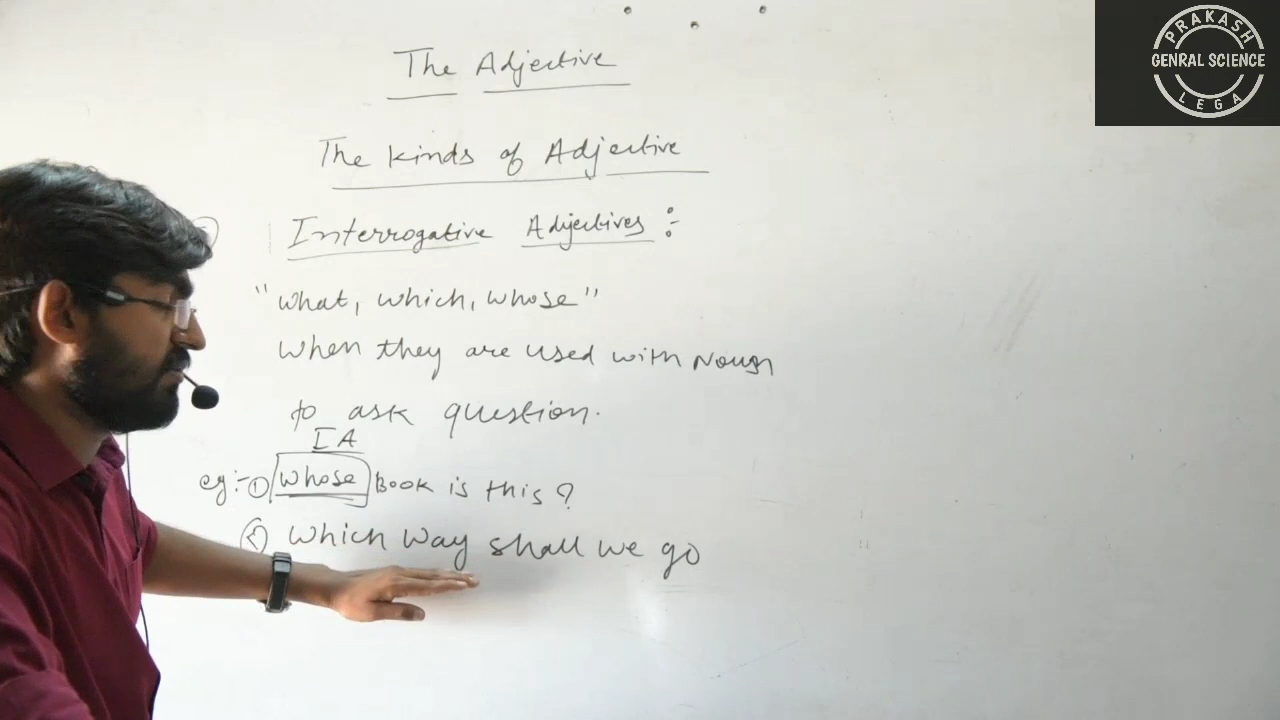 PRAKASH
GENRAL SCIENCE
LEGA
The Adjective
The kinds of Adjective
Interrogative Adjectives :-
"what, which, whose"
when they are used with Noun
to ask question.
IA
eg:- ① whose Book is this?
② which way shall we go